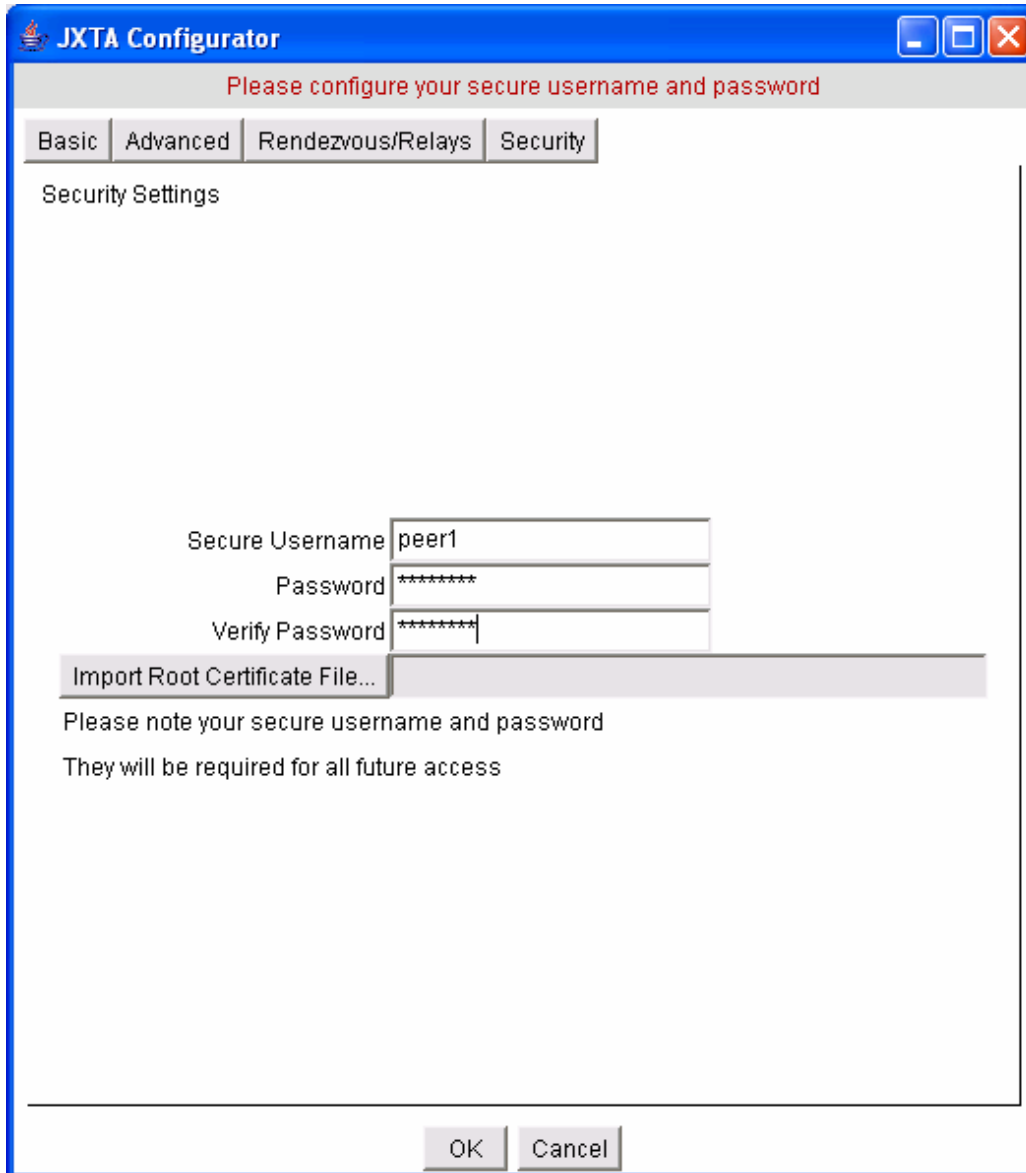 JXTA Configurator
Please configure your secure username and password
Basic Advanced Rendezvous/Relays Security
Security Settings
Secure Username peer1
Password ********
Verify Password ********
Import Root Certificate File...
Please note your secure username and password
They will be required for all future access
OK Cancel